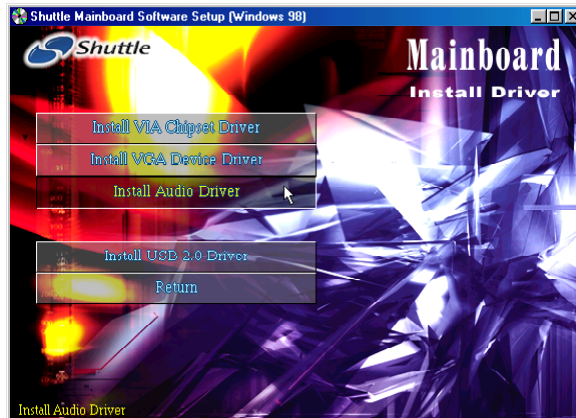 Shuttle Mainboard Software Setup (Windows 98)
Shuttle
Mainboard
Install Driver
Install VIA Chipset Driver
Install VGA Device Driver
Install Audio Driver
Install USB 2.0 Driver
Return
Install Audio Driver